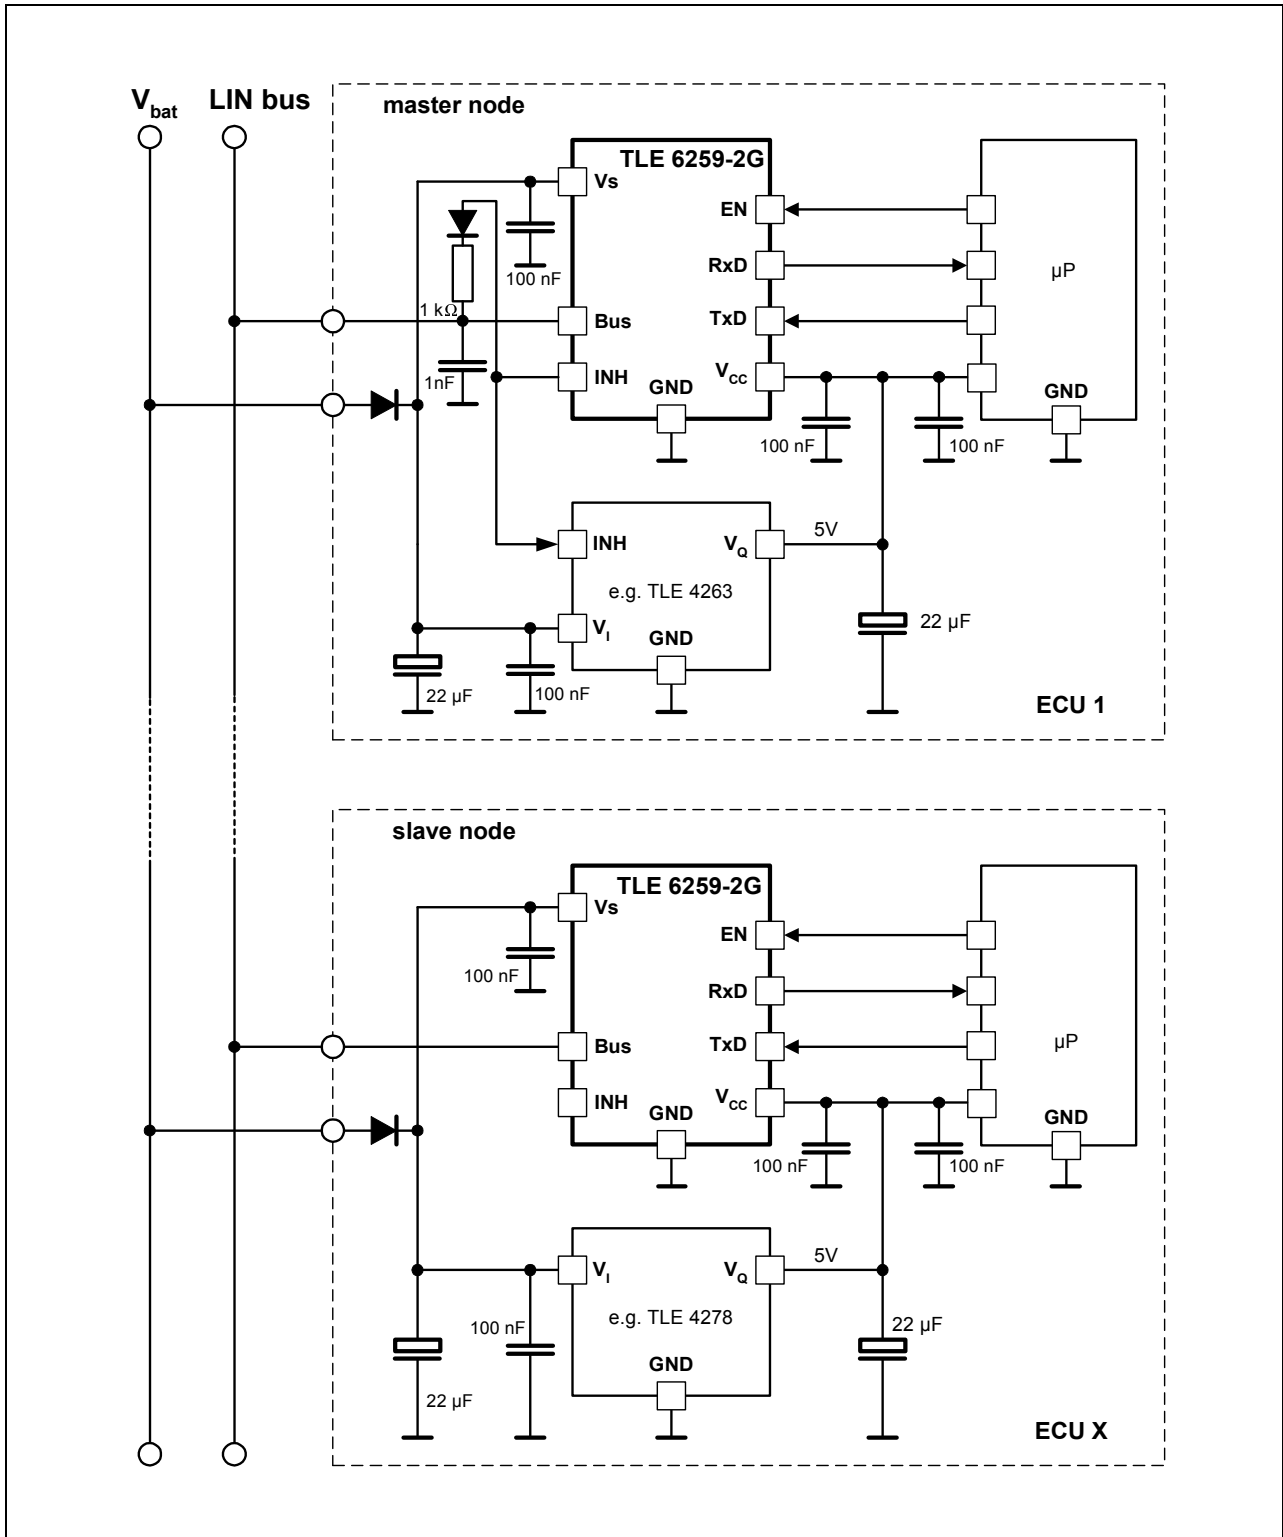 V_bat
LIN bus
master node
TLE 6259-2G
Vs
EN
100 nF
RxD
µP
1 kΩ
Bus
TxD
1nF
INH
GND
V_CC
GND
100 nF
100 nF
INH
V_Q
5V
e.g. TLE 4263
22 µF
V_I
GND
22 µF
100 nF
ECU 1
slave node
TLE 6259-2G
Vs
EN
100 nF
RxD
Bus
TxD
µP
INH
GND
V_CC
GND
100 nF
100 nF
V_I
V_Q
5V
e.g. TLE 4278
100 nF
22 µF
GND
22 µF
ECU X